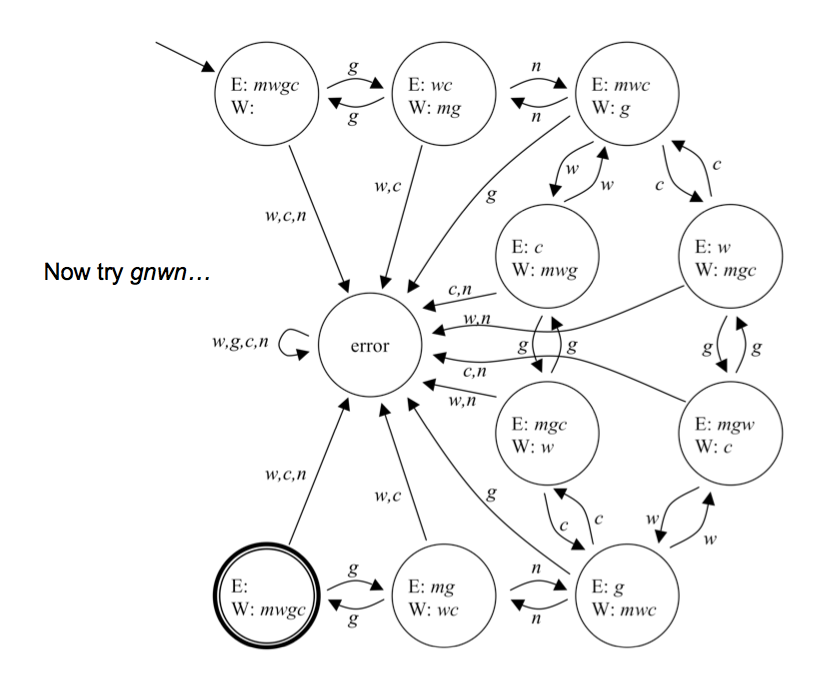 g
n
E: mwgc
W:
E: wc
W: mg
E: mwc
W: g
g
n
w
w
c
c
w,c
g
w,c,n
E: c
W: mwg
E: w
W: mgc
Now try gnwn…
c,n
w,n
w,g,c,n
error
g
g
g
g
c,n
w,n
E: mgc
W: w
E: mgw
W: c
w,c,n
w,c
g
c
c
w
w
g
n
E:
W: mwgc
E: mg
W: wc
E: g
W: mwc
g
n